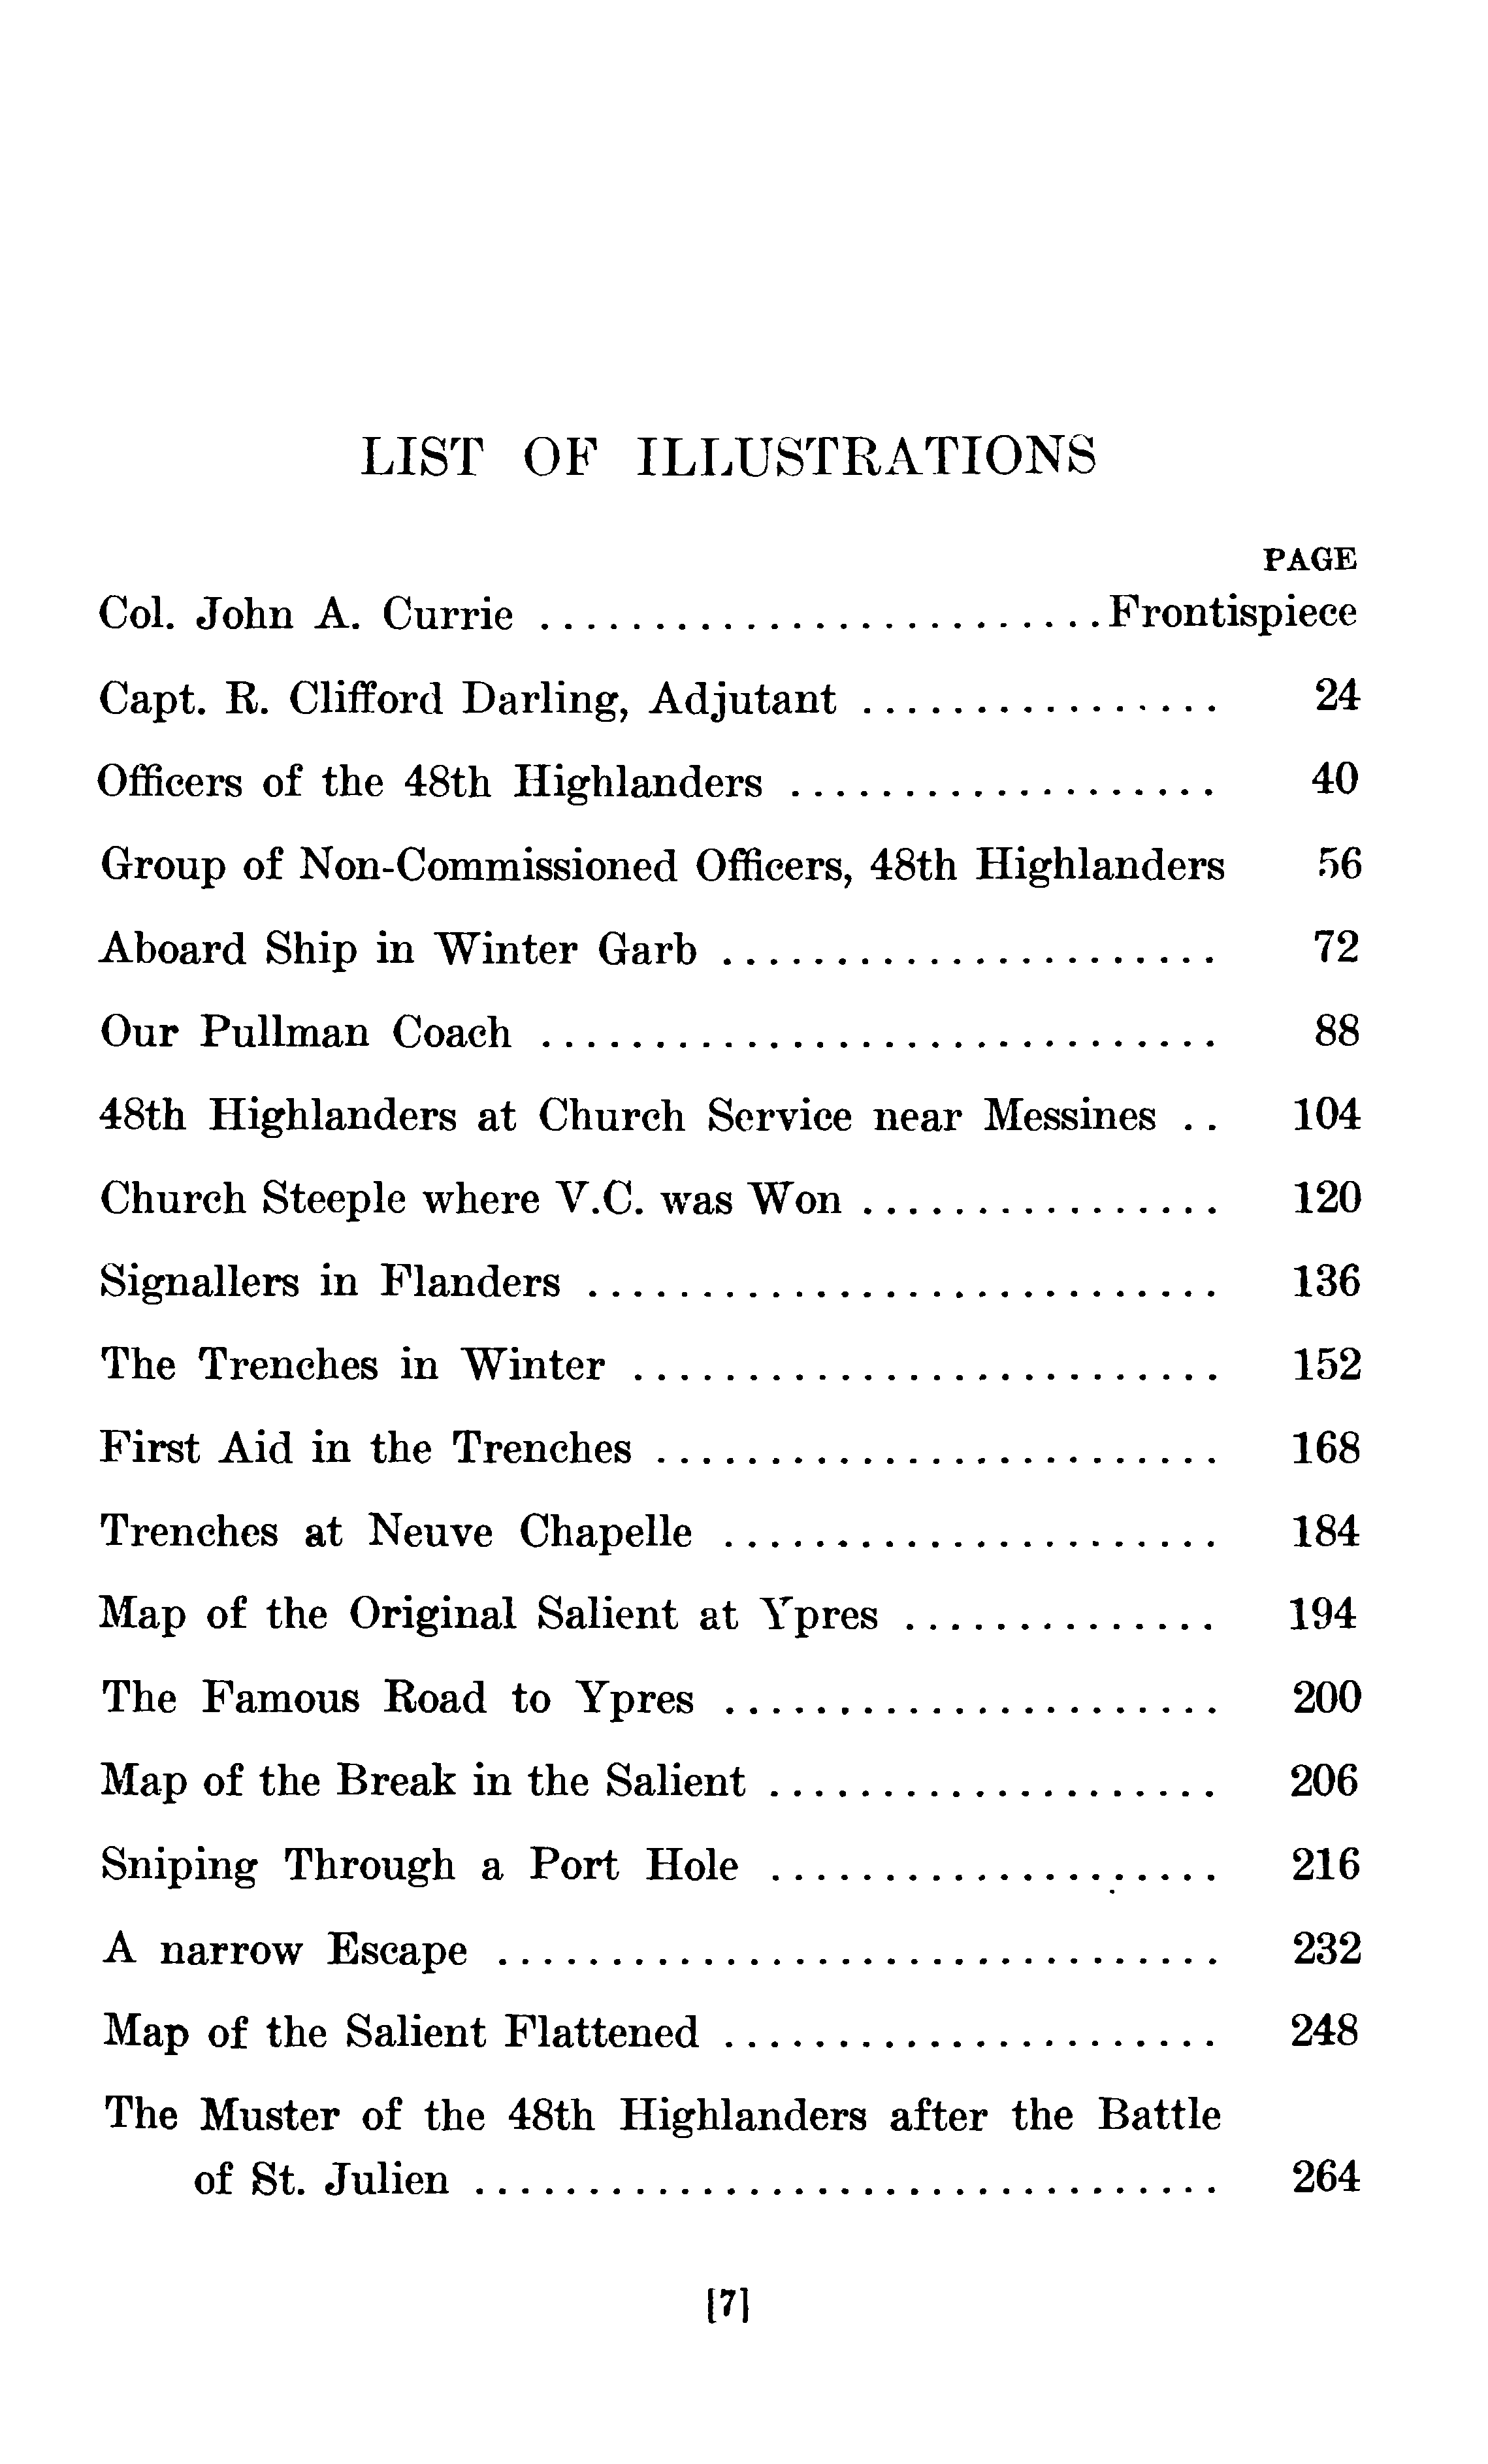 LIST OF ILLUSTRATIONS
PAGE
Col. John A. Currie .........................Frontispiece
Capt. R. Clifford Darling, Adjutant ................ 24
Officers of the 48th Highlanders ................... 40
Group of Non-Commissioned Officers, 48th Highlanders 56
Aboard Ship in Winter Garb ...................... 72
Our Pullman Coach .............................. 88
48th Highlanders at Church Service near Messines .. 104
Church Steeple where V.C. was Won ................ 120
Signallers in Flanders ............................ 136
The Trenches in Winter .......................... 152
First Aid in the Trenches ......................... 168
Trenches at Neuve Chapelle ...................... 184
Map of the Original Salient at Ypres .............. 194
The Famous Road to Ypres ...................... 200
Map of the Break in the Salient .................... 206
Sniping Through a Port Hole .................... 216
A narrow Escape ................................ 232
Map of the Salient Flattened ...................... 248
The Muster of the 48th Highlanders after the Battle
of St. Julien ................................. 264
[7]